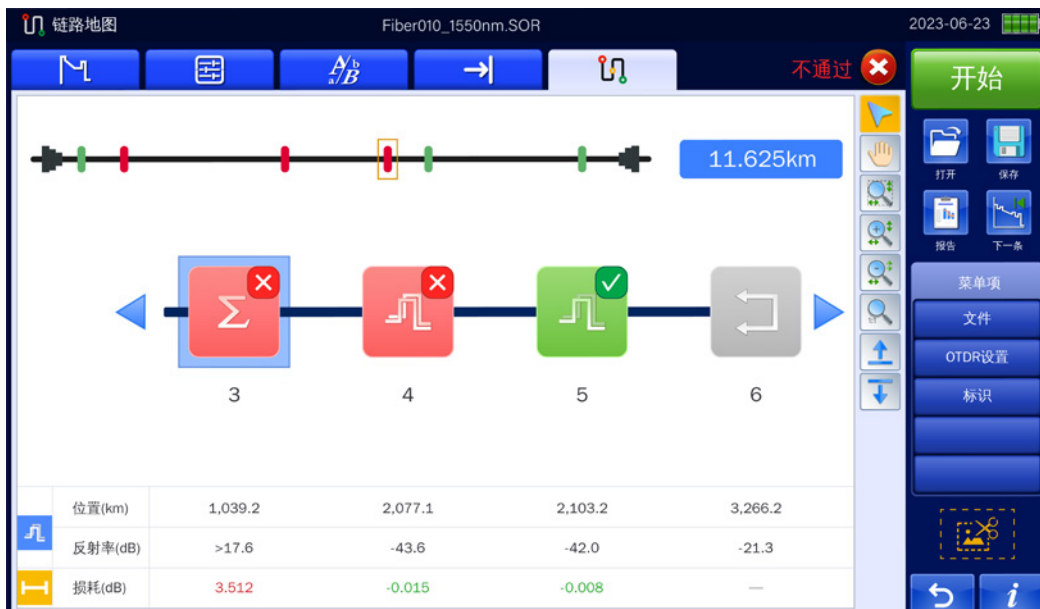 链路地图 Fiber010_1550nm.SOR 2023-06-23
不通过
开始
11.625km
打开 保存
报告 下一条
菜单项
文件
OTDR设置
标识
3 4 5 6
位置(km) 1,039.2 2,077.1 2,103.2 3,266.2
反射率(dB) >17.6 -43.6 -42.0 -21.3
损耗(dB) 3.512 -0.015 -0.008 —